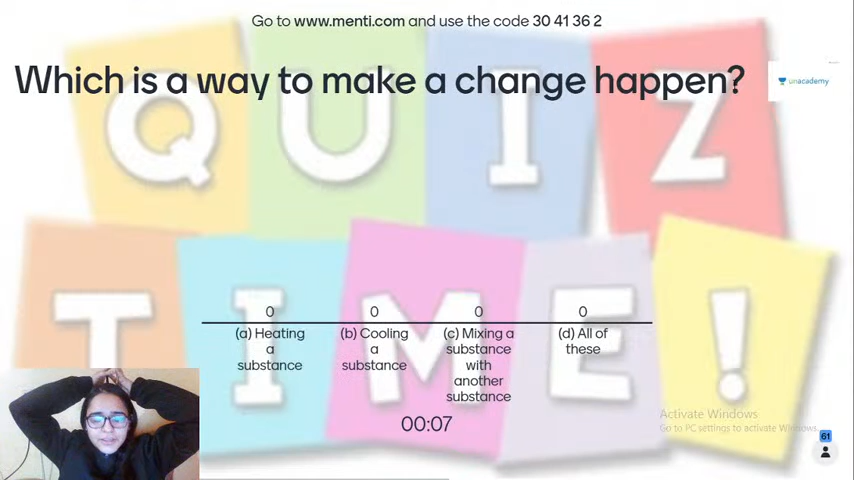 Go to www.menti.com and use the code 30 41 36 2
Which is a way to make a change happen?
unacademy
QUIZ
TIME!
0
0
0
0
(a) Heating
a
substance
(b) Cooling
a
substance
(c) Mixing a
substance
with
another
substance
(d) All of
these
00:07
Activate Windows
Go to PC settings to activate Windows.
61